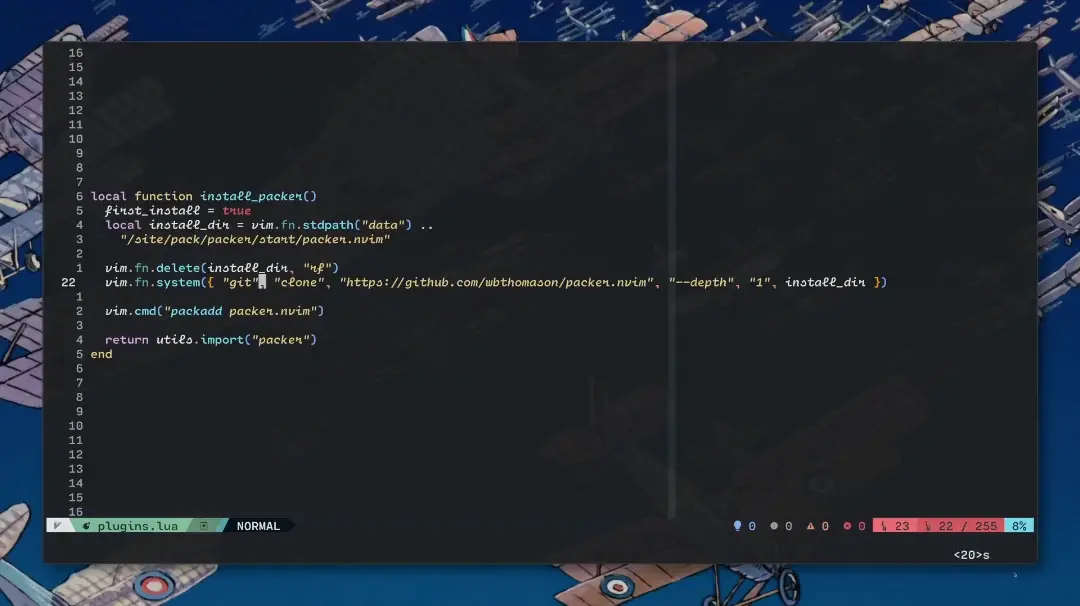 16
15
14
13
12
11
10
9
8
7
6 local function install_packer()
5 first_install = true
4 local install_dir = vim.fn.stdpath("data") ..
3 "/site/pack/packer/start/packer.nvim"
2
1 vim.fn.delete(install_dir, "rf")
22 vim.fn.system({ "git", "clone", "https://github.com/wbthomason/packer.nvim", "--depth", "1", install_dir })
1
2 vim.cmd("packadd packer.nvim")
3
4 return utils.import("packer")
5 end
6
7
8
9
10
11
12
13
14
15
16
plugins.lua NORMAL 0 0 0 0 23 22 / 255 8%
<20>s